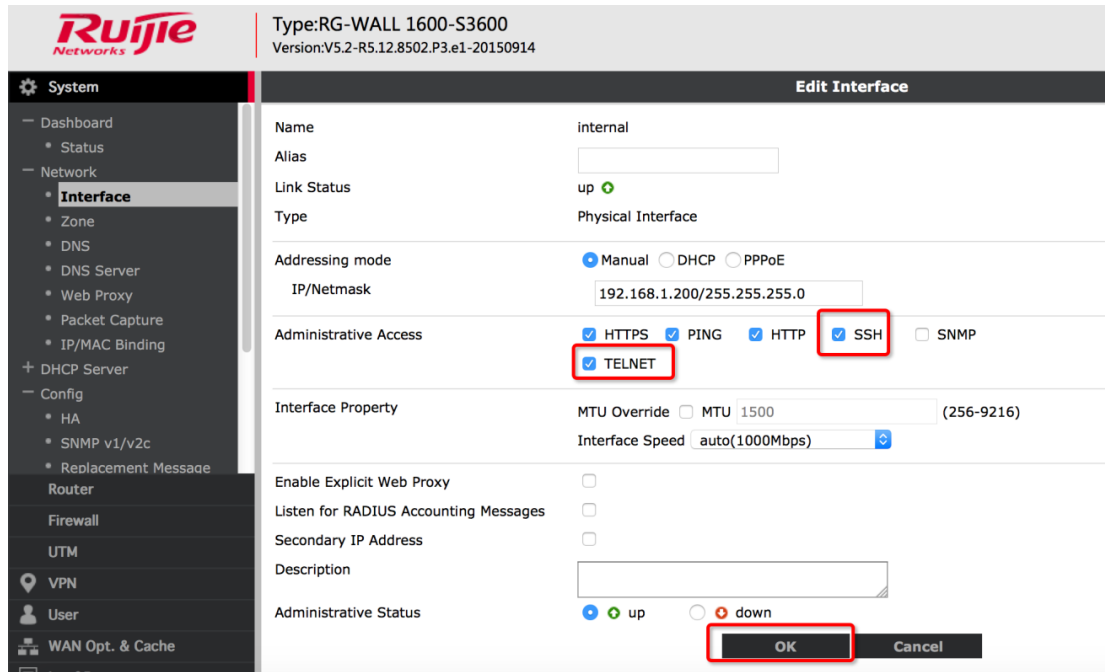 Ruijie
Networks
Type:RG-WALL 1600-S3600
Version:V5.2-R5.12.8502.P3.e1-20150914
System
Edit Interface
Dashboard
Status
Network
Interface
Zone
DNS
DNS Server
Web Proxy
Packet Capture
IP/MAC Binding
DHCP Server
Config
HA
SNMP v1/v2c
Replacement Message
Router
Firewall
UTM
VPN
User
WAN Opt. & Cache
Name internal
Alias
Link Status up
Type Physical Interface
Addressing mode Manual DHCP PPPoE
IP/Netmask 192.168.1.200/255.255.255.0
Administrative Access HTTPS PING HTTP SSH SNMP
TELNET
Interface Property MTU Override MTU 1500 (256-9216)
Interface Speed auto(1000Mbps)
Enable Explicit Web Proxy
Listen for RADIUS Accounting Messages
Secondary IP Address
Description
Administrative Status up down
OK Cancel